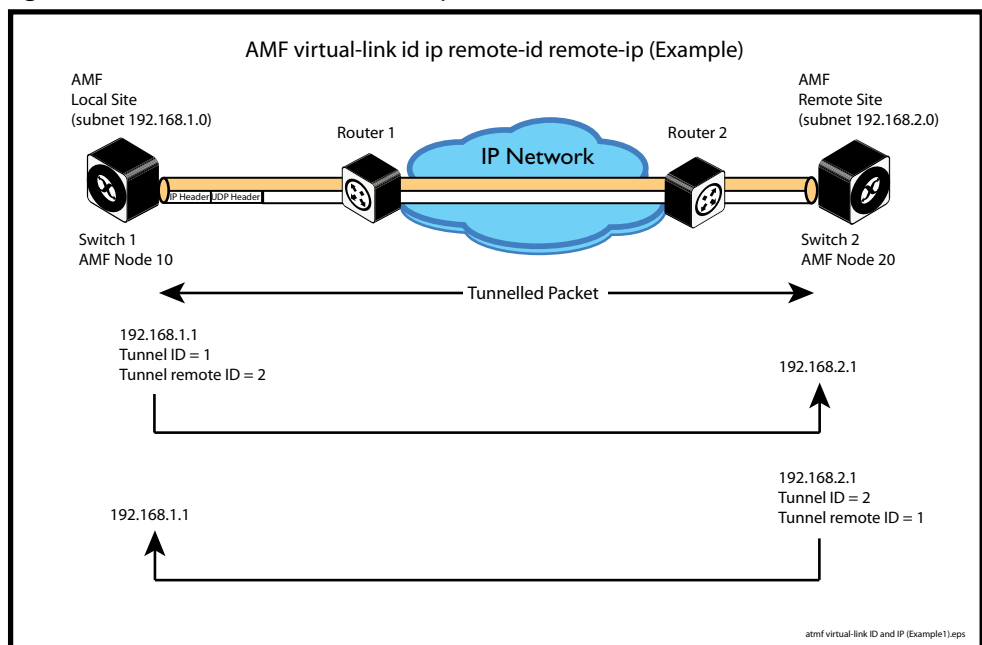 AMF virtual-link id ip remote-id remote-ip (Example)
AMF
Local Site
(subnet 192.168.1.0)
AMF
Remote Site
(subnet 192.168.2.0)
Router 1
Router 2
IP Network
IP Header
UDP Header
Switch 1
AMF Node 10
Switch 2
AMF Node 20
Tunnelled Packet
192.168.1.1
Tunnel ID = 1
Tunnel remote ID = 2
192.168.2.1
192.168.2.1
Tunnel ID = 2
Tunnel remote ID = 1
192.168.1.1
atmf virtual-link ID and IP (Example1).eps